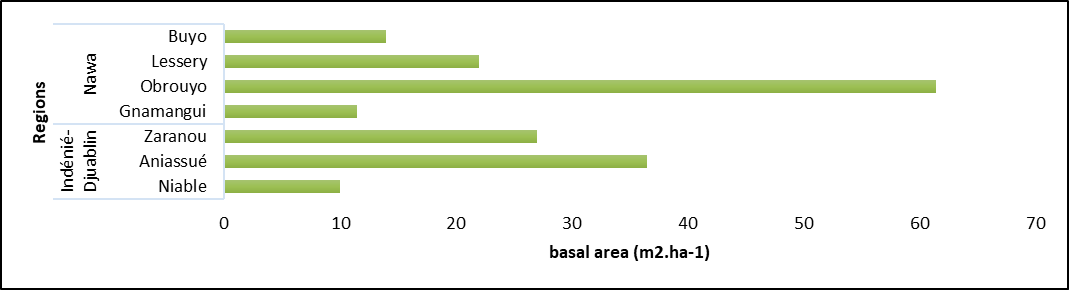 Regions
Nawa
Buyo
Lessery
Obrouyo
Gnamangui
Indénié-
Djuablin
Zaranou
Aniassué
Niable
0 10 20 30 40 50 60 70
basal area (m2.ha-1)